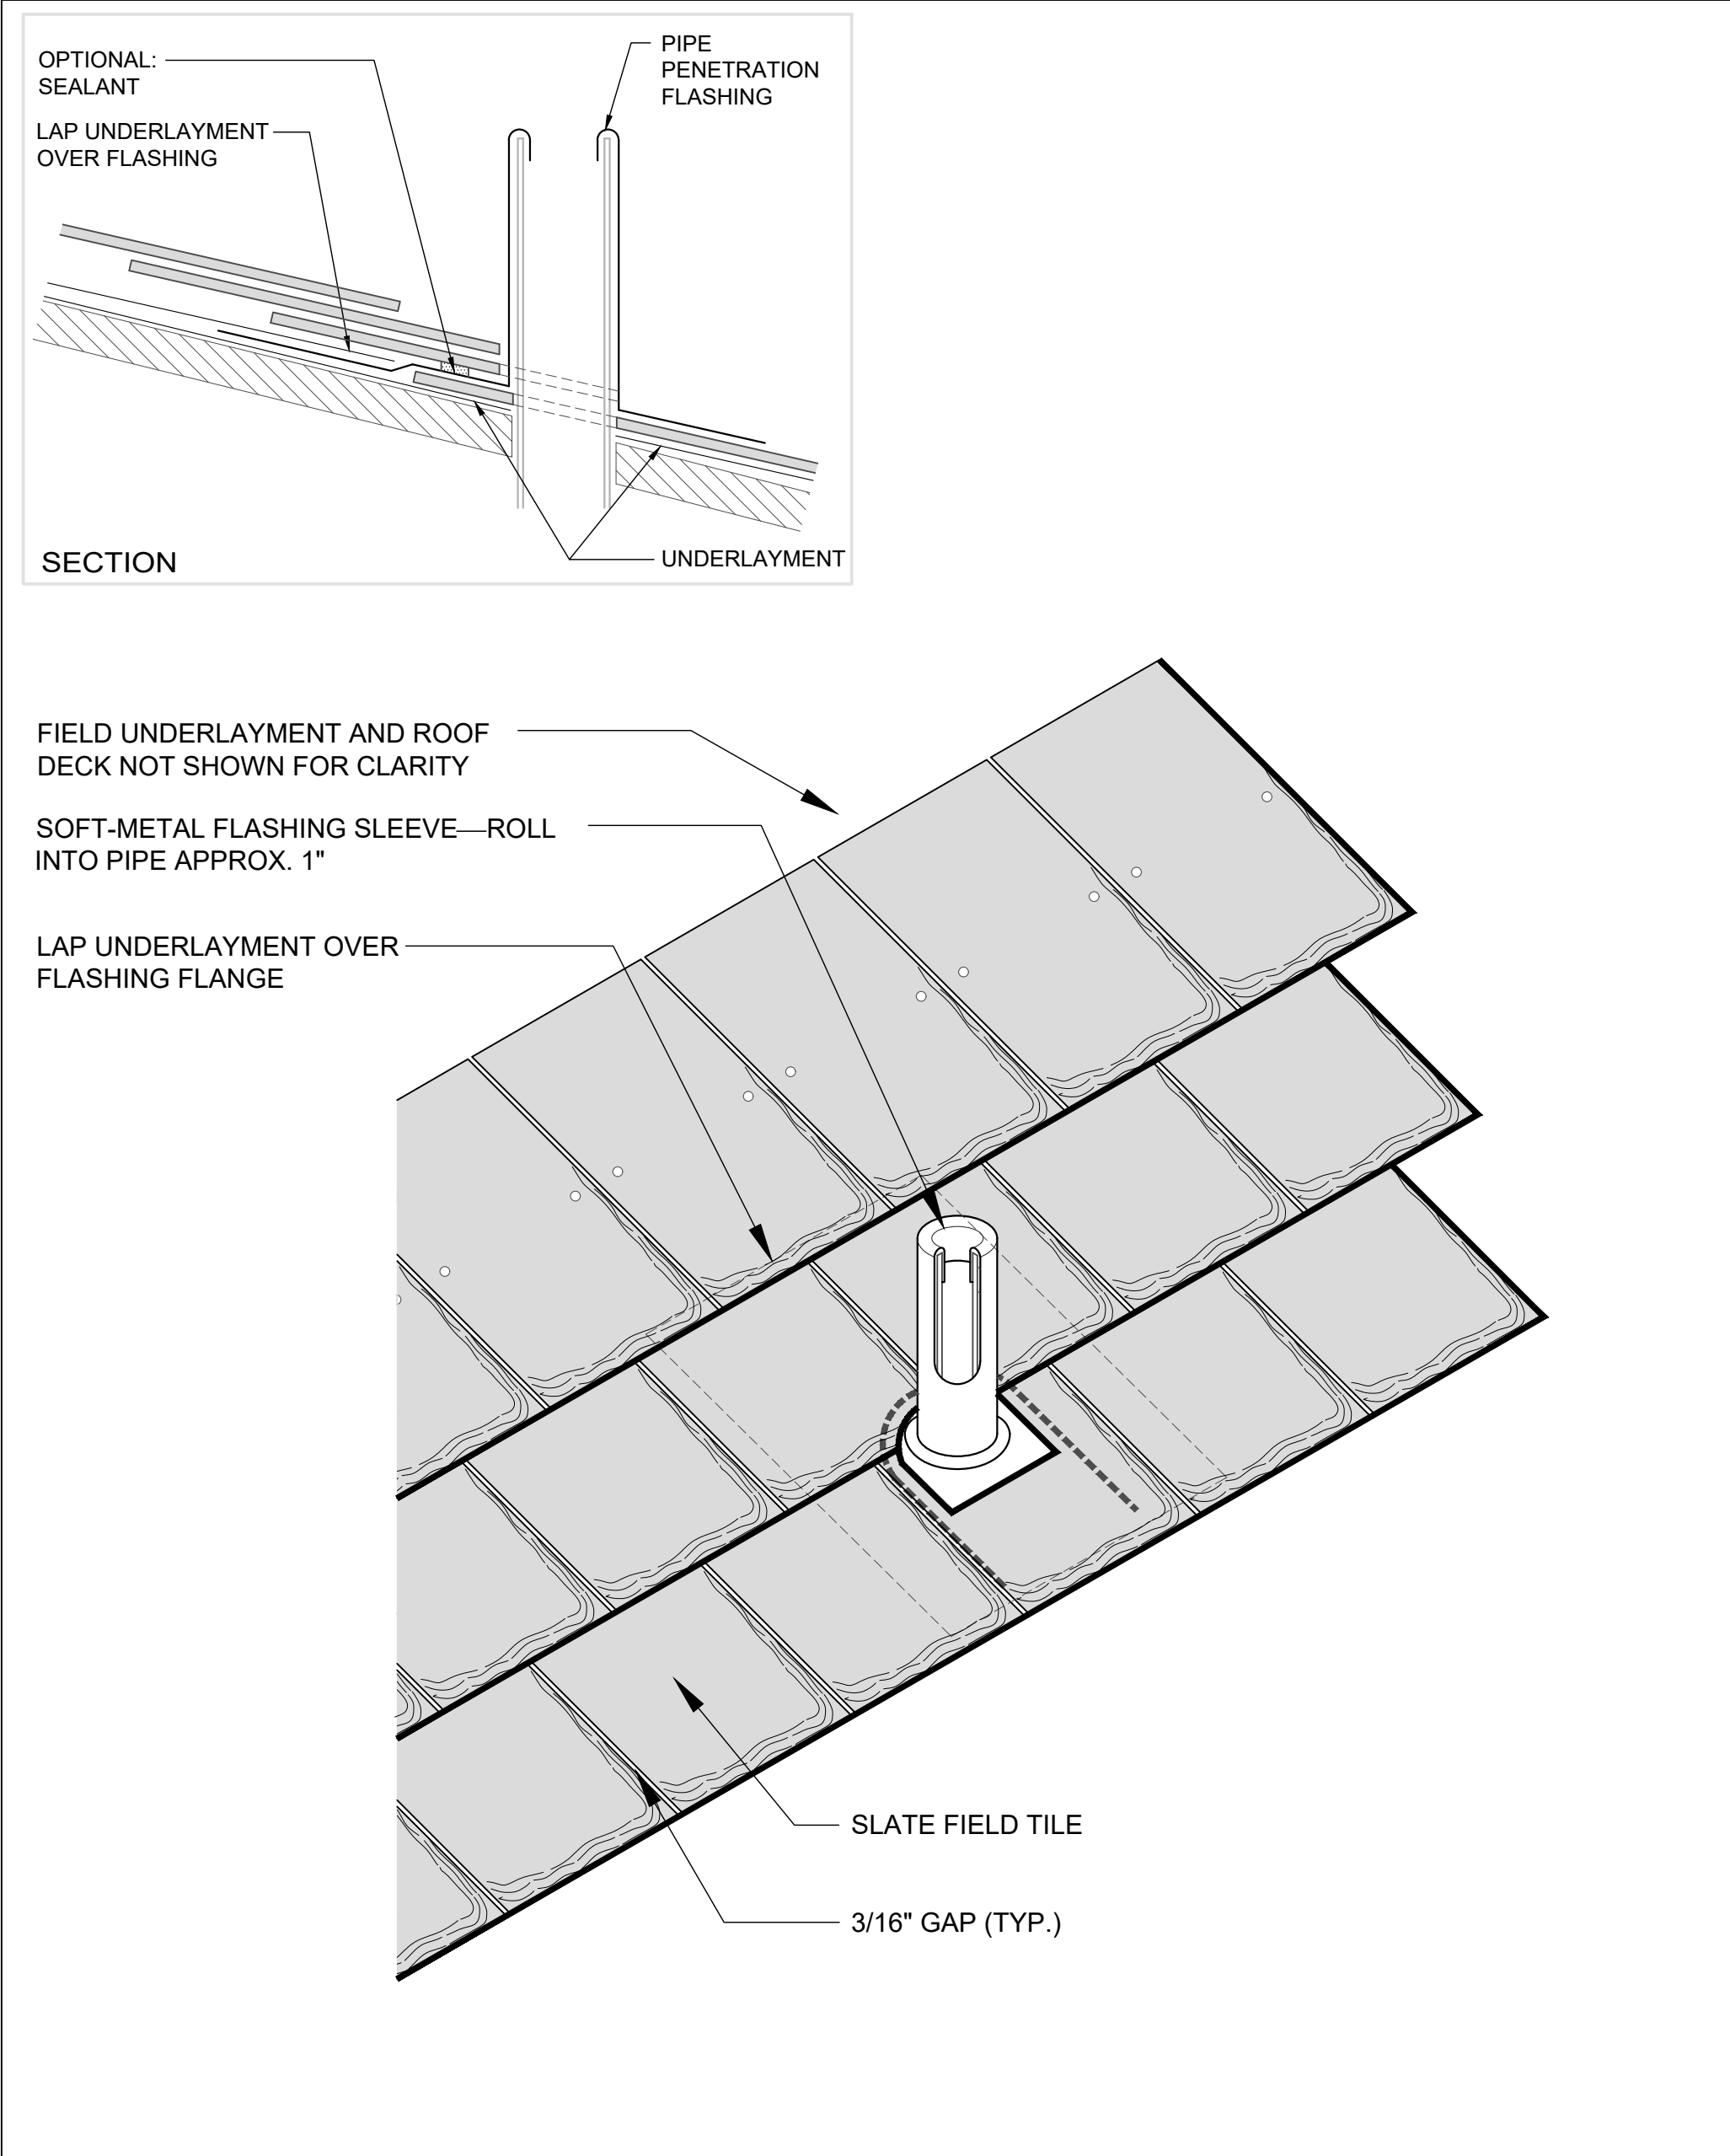 OPTIONAL:
SEALANT
PIPE
PENETRATION
FLASHING
LAP UNDERLAYMENT
OVER FLASHING
UNDERLAYMENT
SECTION
FIELD UNDERLAYMENT AND ROOF
DECK NOT SHOWN FOR CLARITY
SOFT-METAL FLASHING SLEEVE—ROLL
INTO PIPE APPROX. 1"
LAP UNDERLAYMENT OVER
FLASHING FLANGE
SLATE FIELD TILE
3/16" GAP (TYP.)